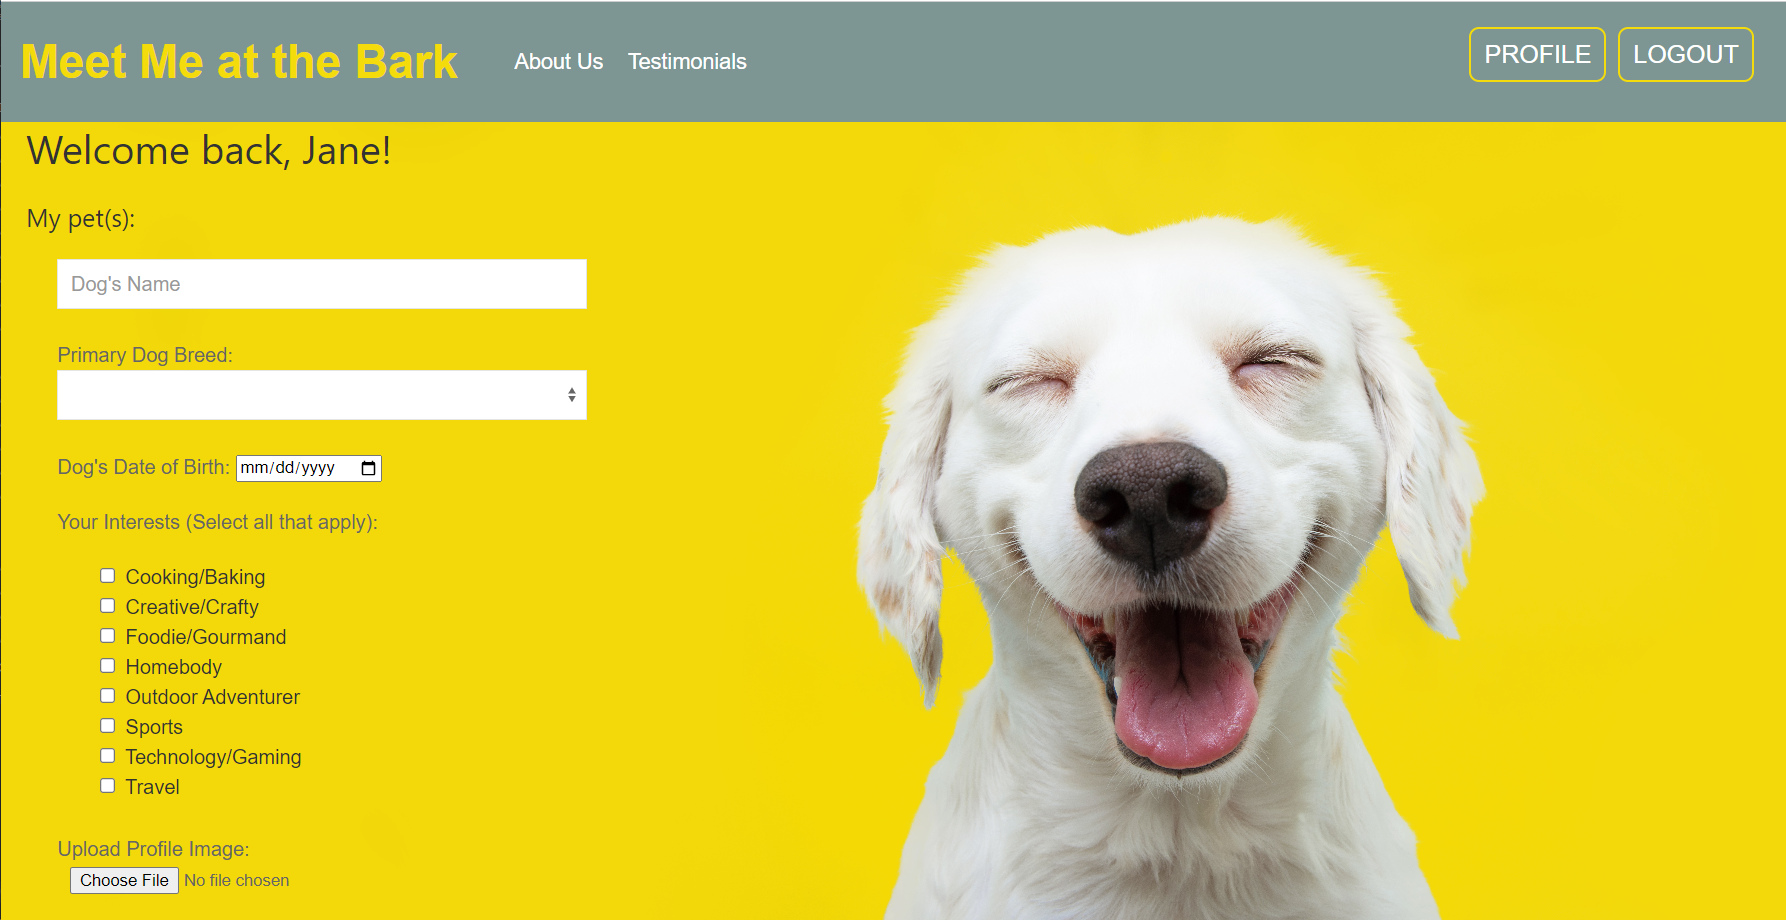 Meet Me at the Bark About Us Testimonials PROFILE LOGOUT
Welcome back, Jane!
My pet(s):
Dog's Name
Primary Dog Breed:
Dog's Date of Birth: mm/dd/yyyy
Your Interests (Select all that apply):
Cooking/Baking
Creative/Crafty
Foodie/Gourmand
Homebody
Outdoor Adventurer
Sports
Technology/Gaming
Travel
Upload Profile Image:
Choose File No file chosen